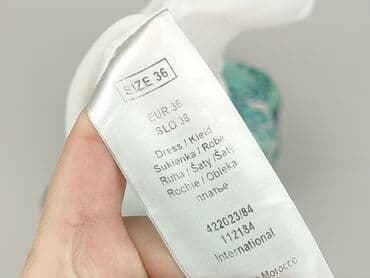 SIZE 36
EUR 36
SLO 38
Dress / Kleid
Sukienka / Robe
Ruha / Šaty /Šaty
Rochie / Obleka
платье
422023/84
112184
International
Morocco